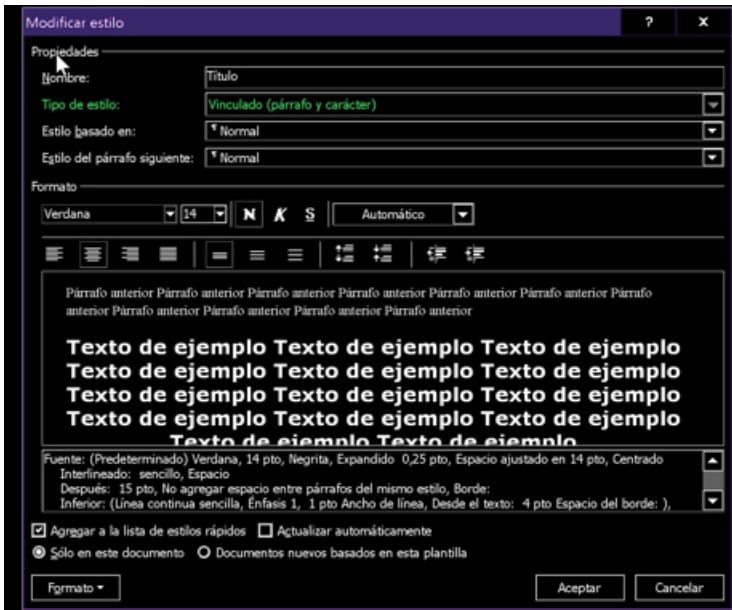 Modificar estilo ? X
Propiedades
Nombre: Título
Tipo de estilo: Vinculado (párrafo y carácter)
Estilo basado en: ¶ Normal
Estilo del párrafo siguiente: ¶ Normal
Formato
Verdana 14 N K S Automático
Párrafo anterior Párrafo anterior Párrafo anterior Párrafo anterior Párrafo anterior Párrafo anterior Párrafo
anterior Párrafo anterior Párrafo anterior Párrafo anterior Párrafo anterior
Texto de ejemplo Texto de ejemplo Texto de ejemplo
Texto de ejemplo Texto de ejemplo Texto de ejemplo
Texto de ejemplo Texto de ejemplo Texto de ejemplo
Texto de ejemplo Texto de ejemplo Texto de ejemplo
Texto de ejemplo Texto de ejemplo
Fuente: (Predeterminado) Verdana, 14 pto, Negrita, Expandido 0,25 pto, Espacio ajustado en 14 pto, Centrado
Interlineado: sencillo, Espacio
Después: 15 pto, No agregar espacio entre párrafos del mismo estilo, Borde:
Inferior: (Línea continua sencilla, Énfasis 1, 1 pto Ancho de línea, Desde el texto: 4 pto Espacio del borde: ),
Agregar a la lista de estilos rápidos Actualizar automáticamente
Sólo en este documento Documentos nuevos basados en esta plantilla
Formato Aceptar Cancelar